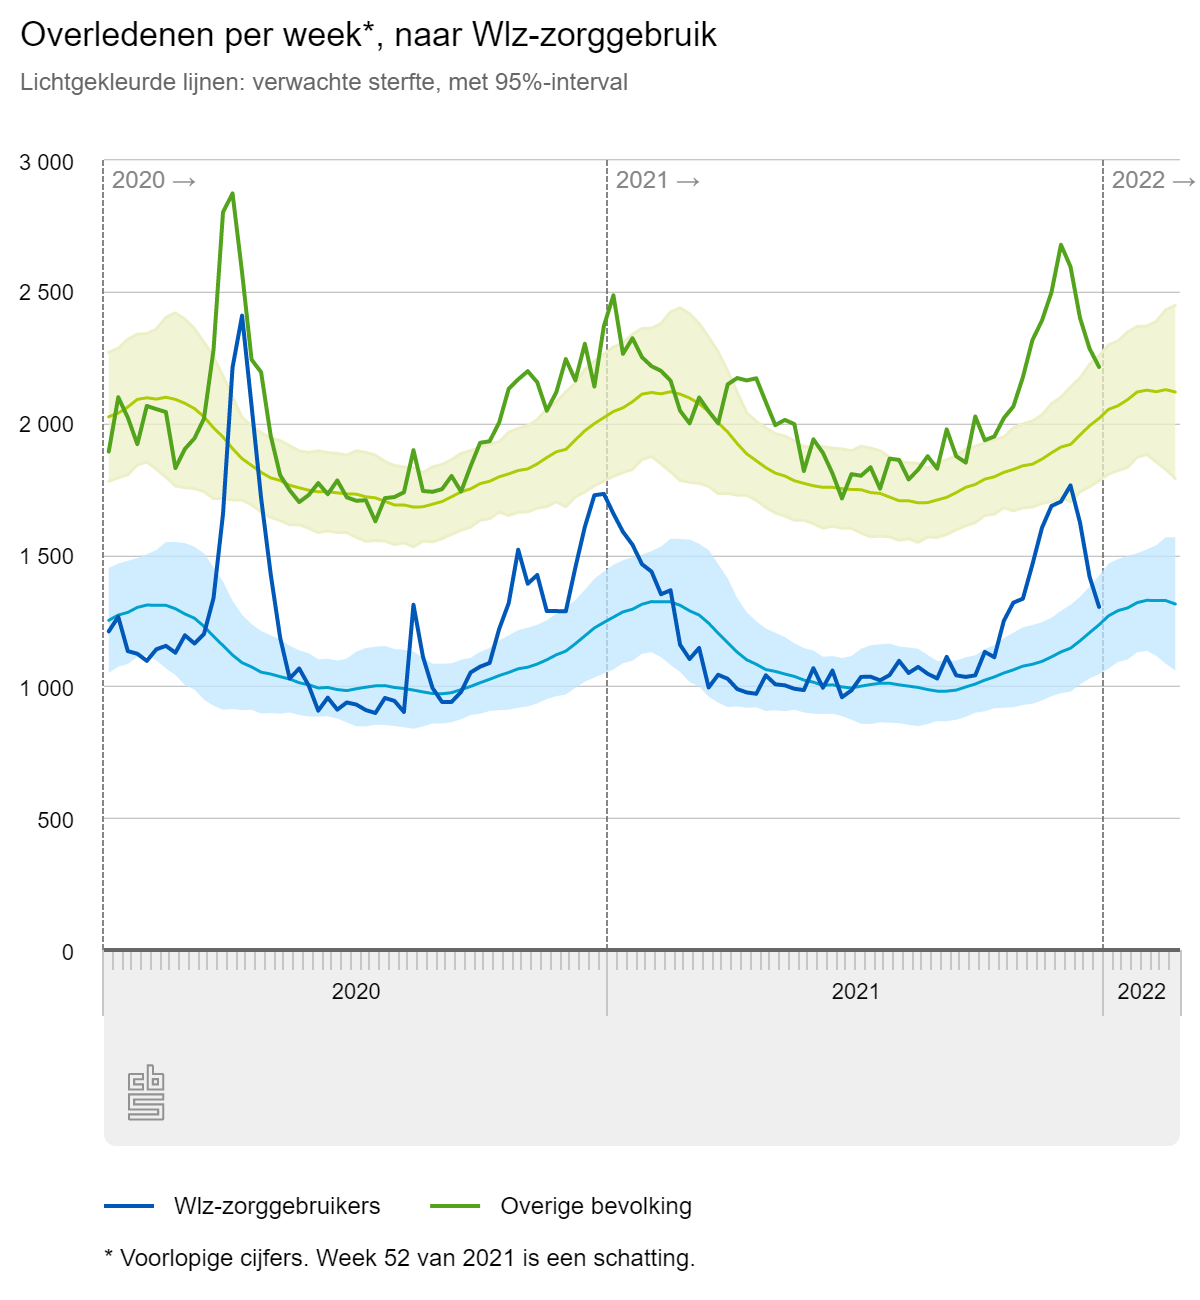 Overledenen per week*, naar Wlz-zorggebruik
Lichtgekleurde lijnen: verwachte sterfte, met 95%-interval
3 000
2020 → 2021 → 2022 →
2 500
2 000
1 500
1 000
500
0
2020 2021 2022
cbs
Wlz-zorggebruikers Overige bevolking
* Voorlopige cijfers. Week 52 van 2021 is een schatting.